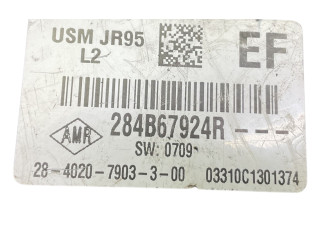 USM JR95 EF
L2
AMR 284B67924R---
SW: 0709
28-4020-7903-3-00 03310C1301374